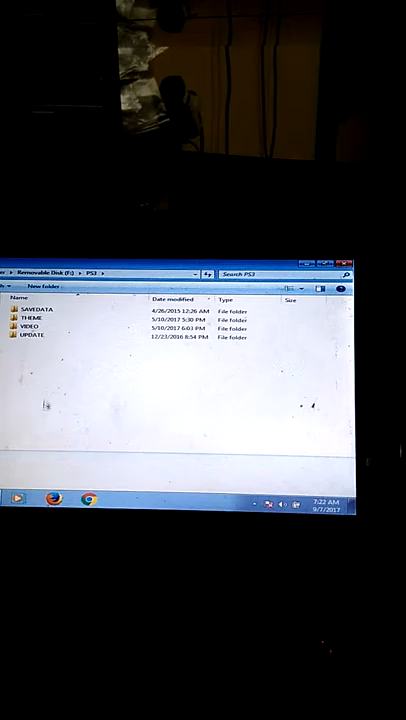 Removable Disk (F:) PS3
Search PS3
New folder
Name Date modified Type Size
SAVEDATA 4/26/2015 12:26 AM File folder
THEME 5/10/2017 5:30 PM File folder
VIDEO 5/10/2017 6:03 PM File folder
UPDATE 12/23/2016 8:54 PM File folder
7:22 AM
9/7/2017